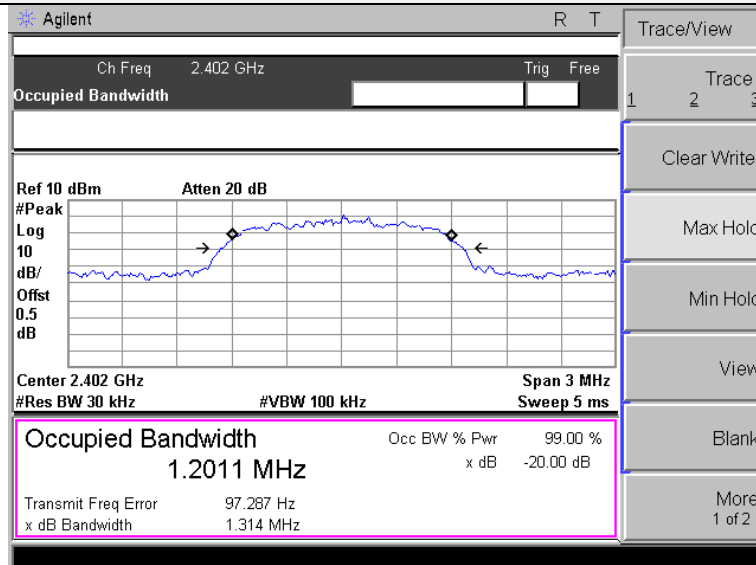 Agilent
R T
Ch Freq 2.402 GHz
Trig Free
Occupied Bandwidth
Ref 10 dBm
Atten 20 dB
#Peak
Log
10
dB/
Offst
0.5
dB
Center 2.402 GHz
Span 3 MHz
#Res BW 30 kHz
#VBW 100 kHz
Sweep 5 ms
Occupied Bandwidth
1.2011 MHz
Occ BW % Pwr 99.00 %
x dB -20.00 dB
Transmit Freq Error 97.287 Hz
x dB Bandwidth 1.314 MHz
Trace/View
Trace
1 2 3
Clear Write
Max Hold
Min Hold
View
Blank
More
1 of 2